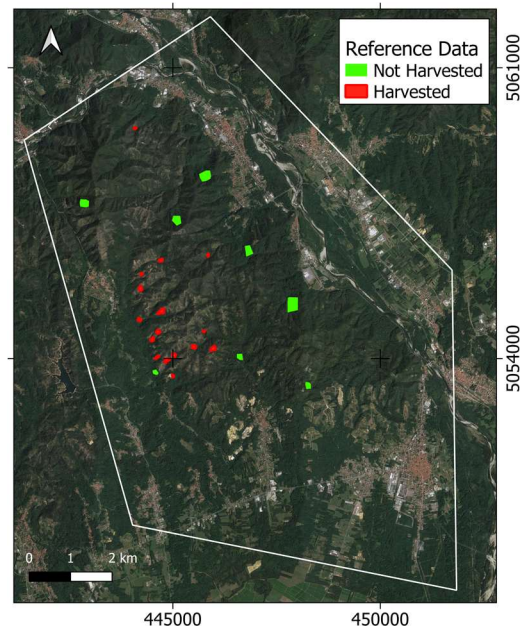 Reference Data
Not Harvested
Harvested
5061000
5054000
0 1 2 km
445000 450000